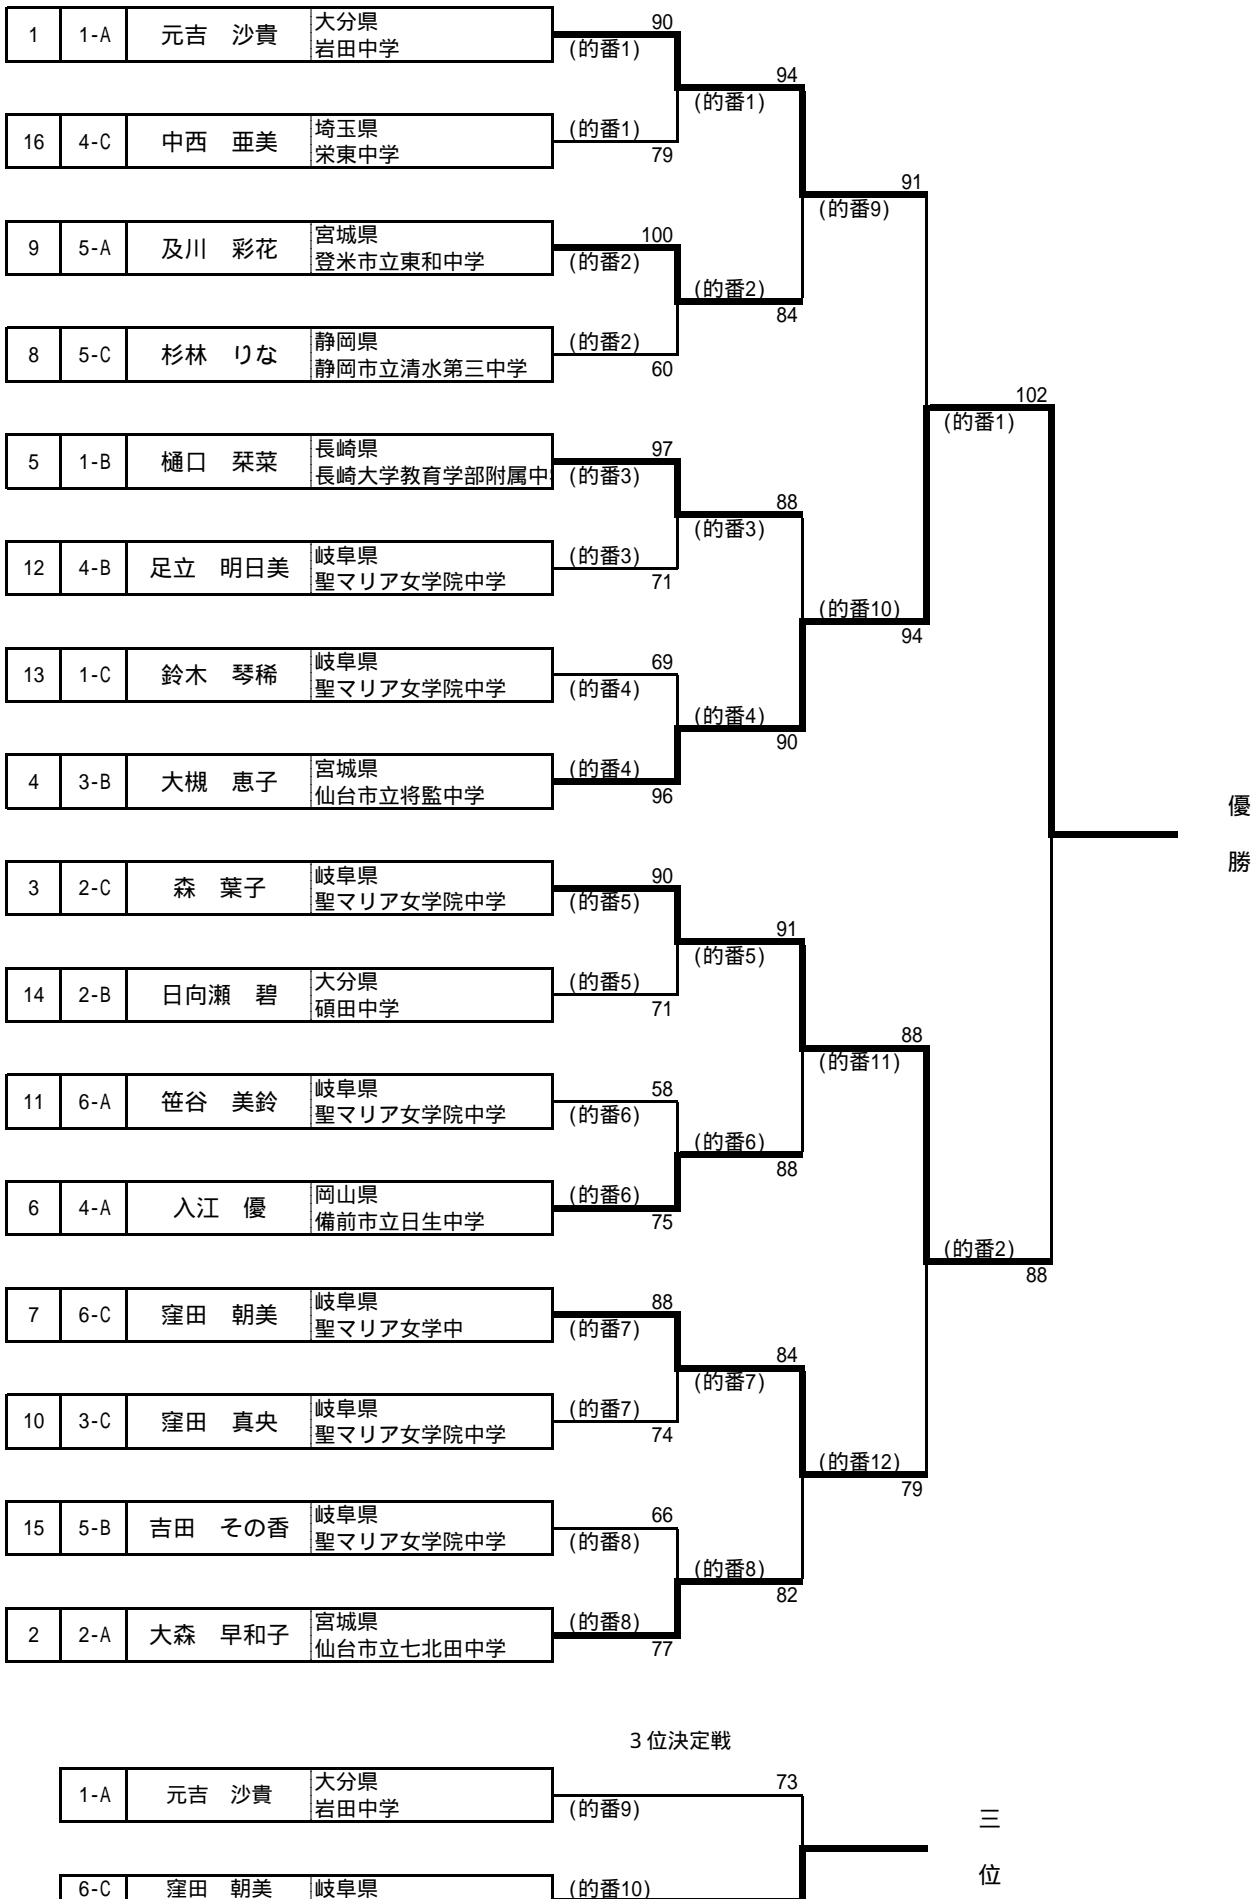 1 1-A 元吉　沙貴 大分県
岩田中学
90
(的番1)
94
(的番1)
16 4-C 中西　亜美 埼玉県
栄東中学
(的番1)
79
91
(的番9)
9 5-A 及川　彩花 宮城県
登米市立東和中学
100
(的番2)
(的番2)
84
8 5-C 杉林　りな 静岡県
静岡市立清水第三中学
(的番2)
60
102
(的番1)
5 1-B 樋口　栞菜 長崎県
長崎大学教育学部附属中
97
(的番3)
88
(的番3)
12 4-B 足立　明日美 岐阜県
聖マリア女学院中学
(的番3)
71
(的番10)
94
13 1-C 鈴木　琴稀 岐阜県
聖マリア女学院中学
69
(的番4)
(的番4)
90
4 3-B 大槻　恵子 宮城県
仙台市立将監中学
(的番4)
96
優
勝
3 2-C 森　葉子 岐阜県
聖マリア女学院中学
90
(的番5)
91
(的番5)
14 2-B 日向瀬　碧 大分県
碩田中学
(的番5)
71
88
(的番11)
11 6-A 笹谷　美鈴 岐阜県
聖マリア女学院中学
58
(的番6)
(的番6)
88
6 4-A 入江　優 岡山県
備前市立日生中学
(的番6)
75
(的番2)
88
7 6-C 窪田　朝美 岐阜県
聖マリア女学中
88
(的番7)
84
(的番7)
10 3-C 窪田　真央 岐阜県
聖マリア女学院中学
(的番7)
74
(的番12)
79
15 5-B 吉田　その香 岐阜県
聖マリア女学院中学
66
(的番8)
(的番8)
82
2 2-A 大森　早和子 宮城県
仙台市立七北田中学
(的番8)
77
３位決定戦
1-A 元吉　沙貴 大分県
岩田中学
73
(的番9)
三
位
6-C 窪田　朝美 岐阜県
(的番10)